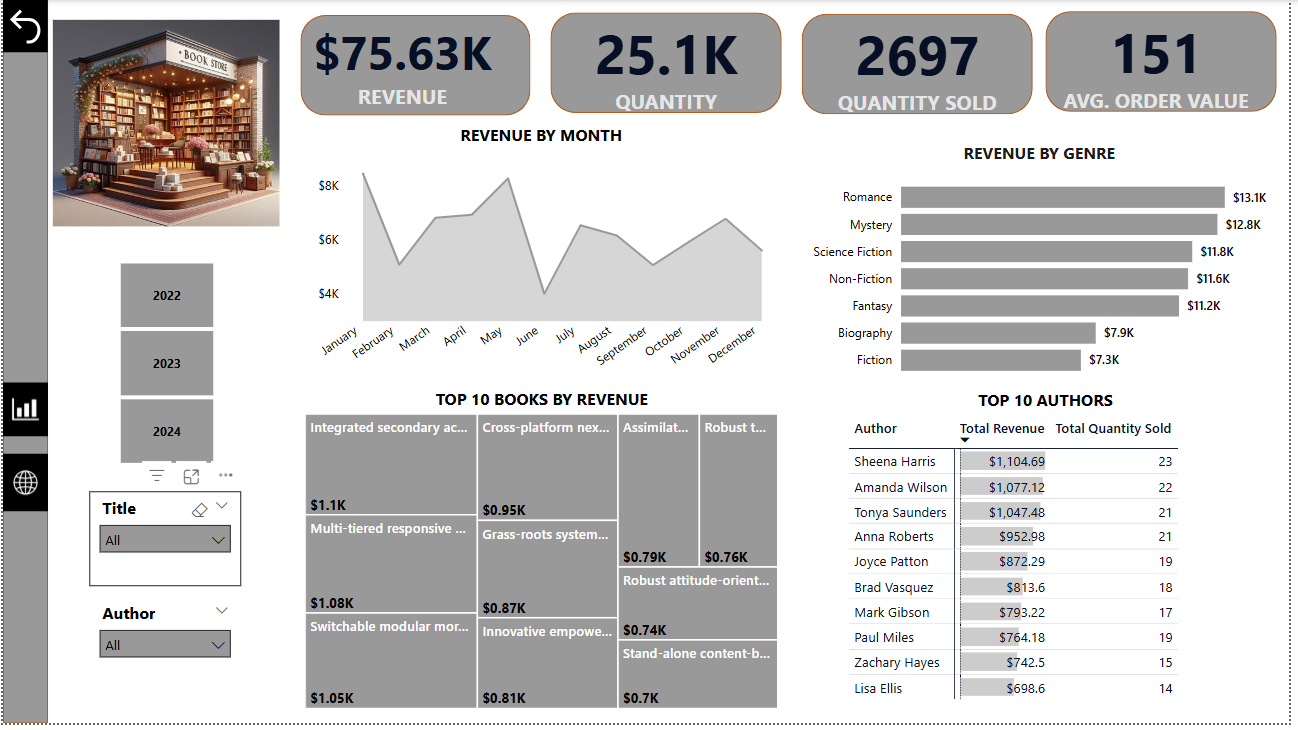 BOOK STORE
$75.63K
REVENUE
25.1K
QUANTITY
2697
QUANTITY SOLD
151
AVG. ORDER VALUE
REVENUE BY MONTH
$8K
$6K
$4K
January
February
March
April
May
June
July
August
September
October
November
December
REVENUE BY GENRE
Romance $13.1K
Mystery $12.8K
Science Fiction $11.8K
Non-Fiction $11.6K
Fantasy $11.2K
Biography $7.9K
Fiction $7.3K
2022
2023
2024
Title
All
Author
All
TOP 10 BOOKS BY REVENUE
Integrated secondary ac...
$1.1K
Multi-tiered responsive ...
$1.08K
Switchable modular mor...
$1.05K
Cross-platform nex...
$0.95K
Grass-roots system...
$0.87K
Innovative empowe...
$0.81K
Assimilat...
$0.79K
Robust t...
$0.76K
Robust attitude-orient...
$0.74K
Stand-alone content-b...
$0.7K
TOP 10 AUTHORS
Author Total Revenue Total Quantity Sold
Sheena Harris $1,104.69 23
Amanda Wilson $1,077.12 22
Tonya Saunders $1,047.48 21
Anna Roberts $952.98 21
Joyce Patton $872.29 19
Brad Vasquez $813.6 18
Mark Gibson $793.22 17
Paul Miles $764.18 19
Zachary Hayes $742.5 15
Lisa Ellis $698.6 14